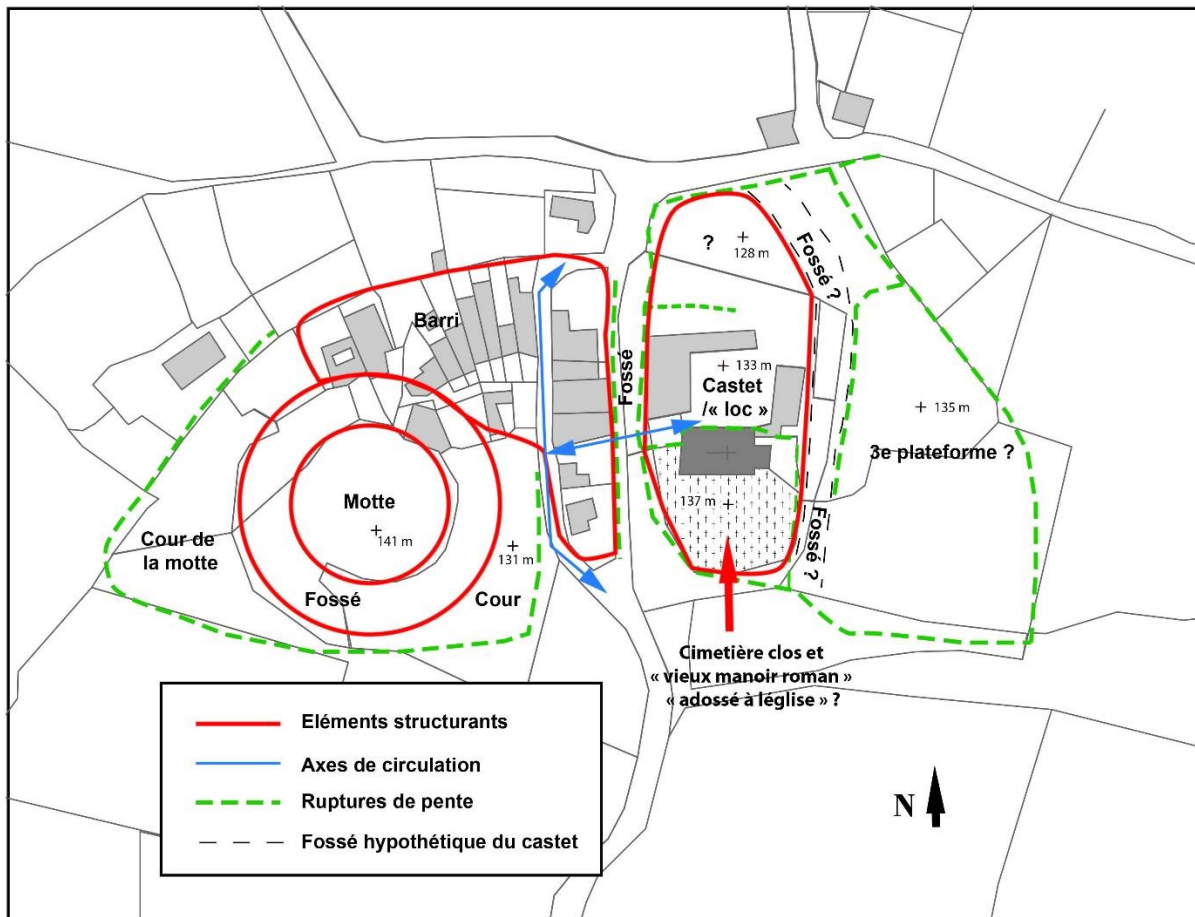 ?
128 m
Fossé ?
Barri
Fossé
133 m
Castet
/« loc »
135 m
3e plateforme ?
Motte
141 m
137 m
Cour de
la motte
131 m
Fossé
Cour
Fossé ?
Cimetière clos et
« vieux manoir roman »
« adossé à léglise » ?
Eléments structurants
Axes de circulation
Ruptures de pente
Fossé hypothétique du castet
N